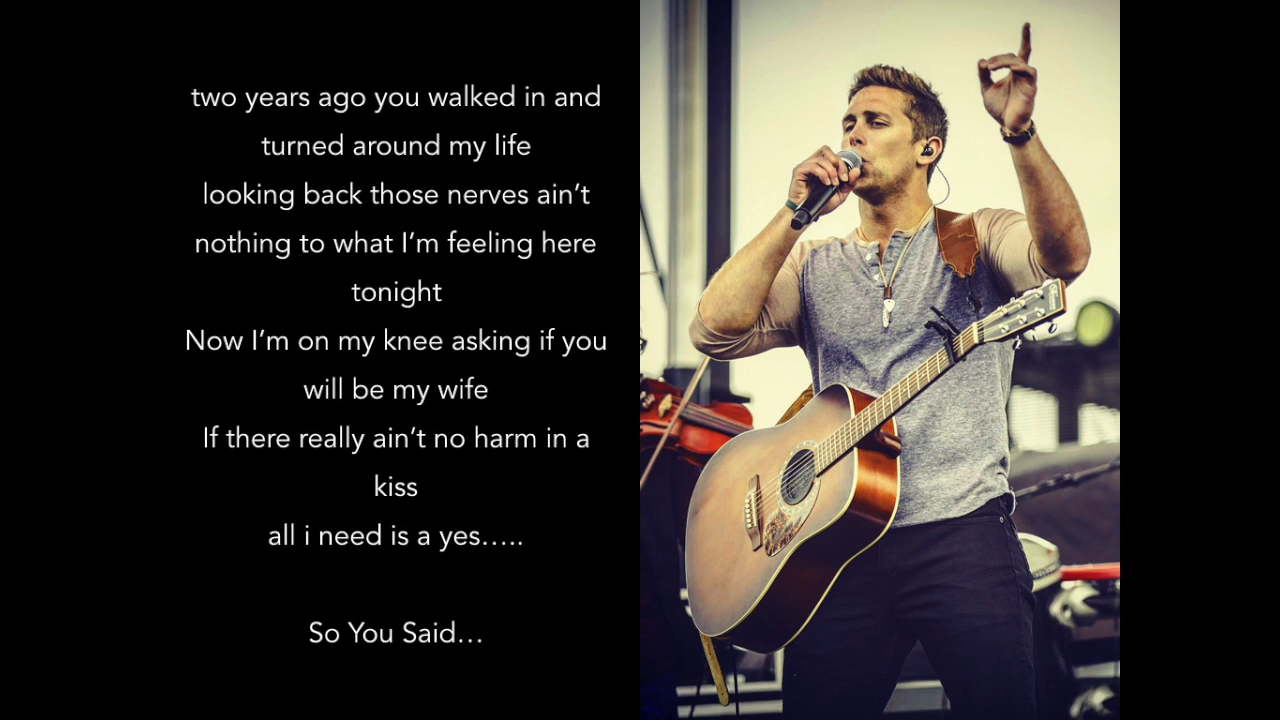 two years ago you walked in and
turned around my life
looking back those nerves ain’t
nothing to what I’m feeling here
tonight
Now I’m on my knee asking if you
will be my wife
If there really ain’t no harm in a
kiss
all i need is a yes…..
So You Said…